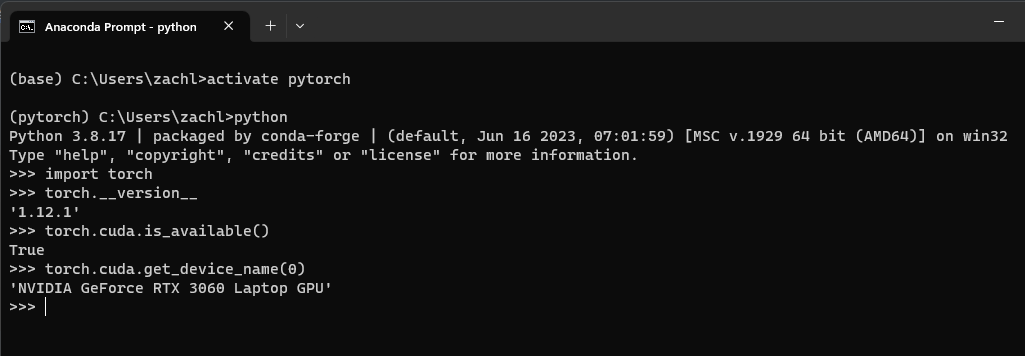 Anaconda Prompt - python
(base) C:\Users\zachl>activate pytorch
(pytorch) C:\Users\zachl>python
Python 3.8.17 | packaged by conda-forge | (default, Jun 16 2023, 07:01:59) [MSC v.1929 64 bit (AMD64)] on win32
Type "help", "copyright", "credits" or "license" for more information.
>>> import torch
>>> torch.__version__
'1.12.1'
>>> torch.cuda.is_available()
True
>>> torch.cuda.get_device_name(0)
'NVIDIA GeForce RTX 3060 Laptop GPU'
>>>